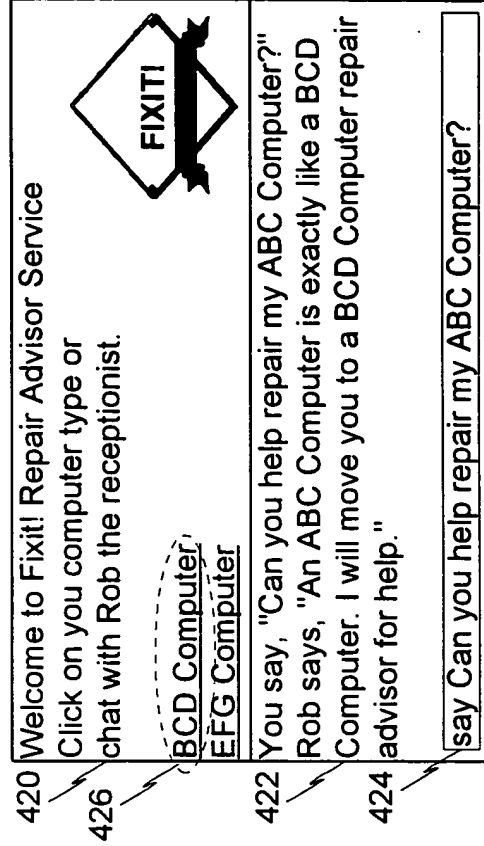 420
Welcome to Fixit! Repair Advisor Service
Click on you computer type or
chat with Rob the receptionist.
FIXIT!
426
BCD Computer
EFG Computer
422
You say, "Can you help repair my ABC Computer?"
Rob says, "An ABC Computer is exactly like a BCD
Computer. I will move you to a BCD Computer repair
advisor for help."
424
say Can you help repair my ABC Computer?